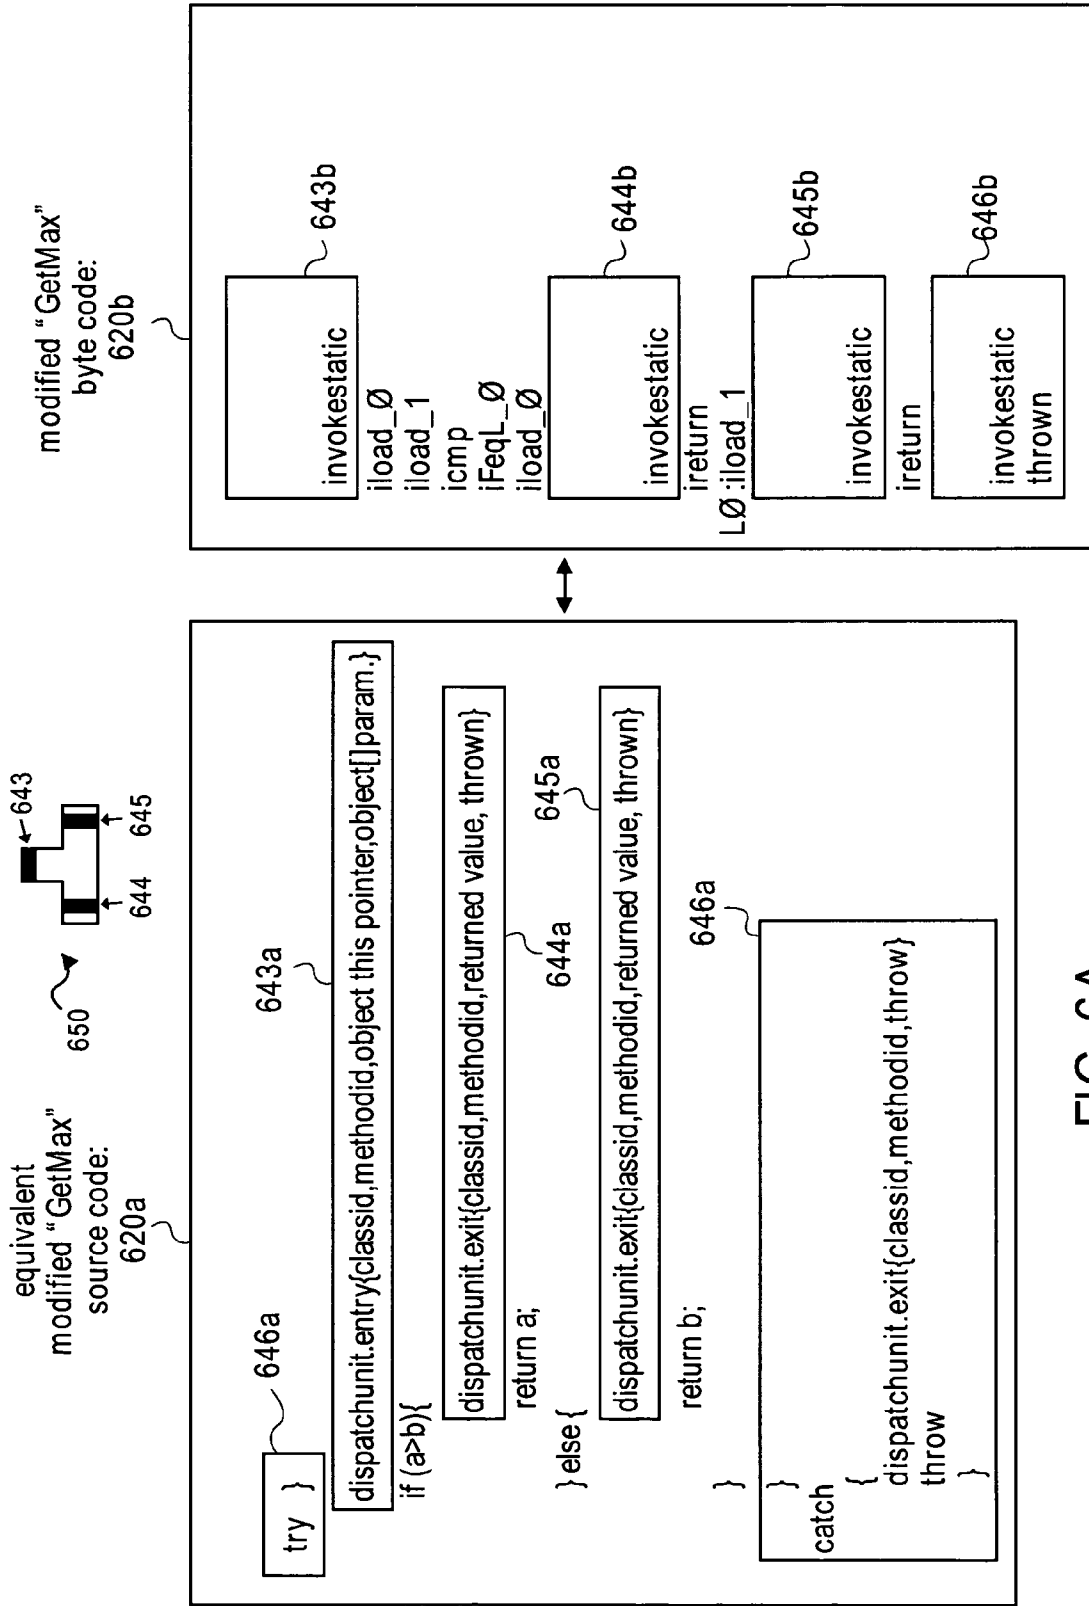 equivalent
modified "GetMax"
source code:
620a
650
643
644
645
646a
try }
643a
dispatchunit.entry{classid,methodid,object this pointer,object[]param.}
if (a>b){
dispatchunit.exit{classid,methodid,returned value, thrown}
644a
return a;
} else {
645a
dispatchunit.exit{classid,methodid,returned value, thrown}
return b;
}
646a
}
catch
{
dispatchunit.exit{classid,methodid,throw}
throw
}
modified "GetMax"
byte code:
620b
643b
invokestatic
iload_Ø
iload_1
icmp
iFeqL_Ø
iload_Ø
644b
invokestatic
ireturn
LØ :iload_1
645b
invokestatic
ireturn
646b
invokestatic
thrown
FIG. 6A